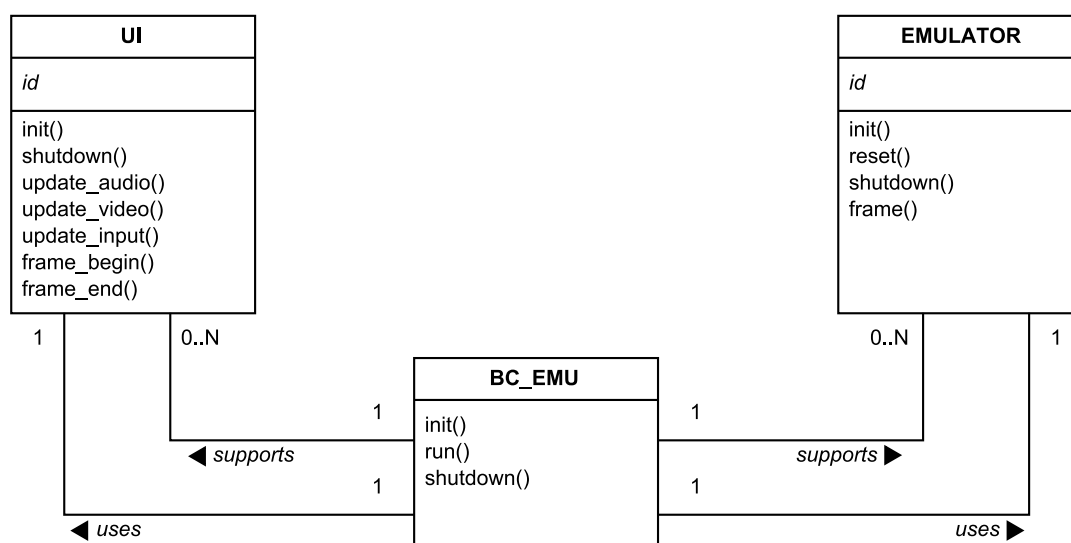 UI
id
init()
shutdown()
update_audio()
update_video()
update_input()
frame_begin()
frame_end()
EMULATOR
id
init()
reset()
shutdown()
frame()
1
0..N
0..N
1
BC_EMU
init()
run()
shutdown()
1
1
supports
supports
1
1
uses
uses